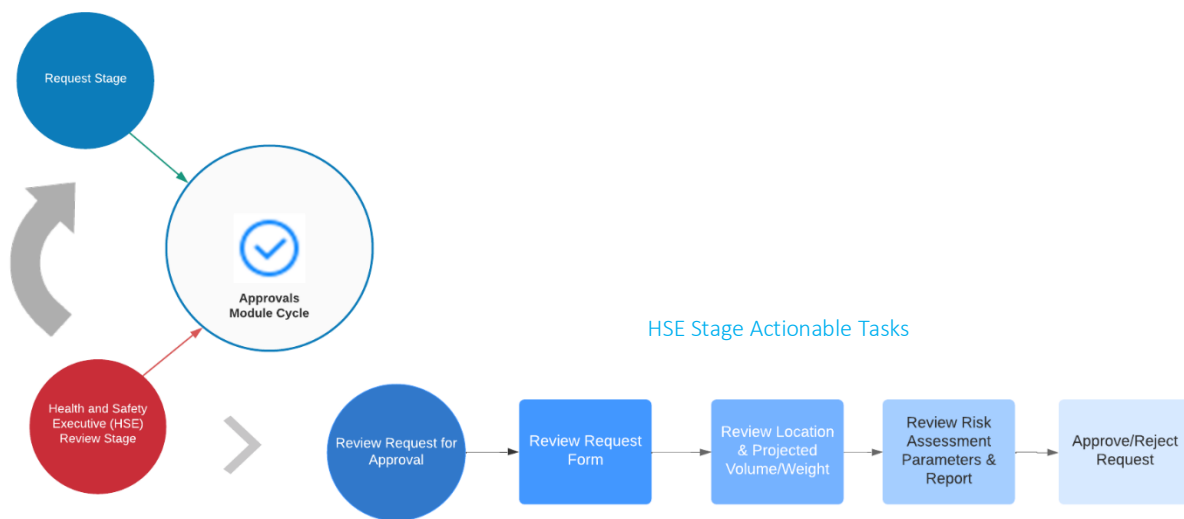 Request Stage
Approvals
Module Cycle
HSE Stage Actionable Tasks
Health and Safety
Executive (HSE)
Review Stage
Review Request for
Approval
Review Request
Form
Review Location
& Projected
Volume/Weight
Review Risk
Assessment
Parameters &
Report
Approve/Reject
Request